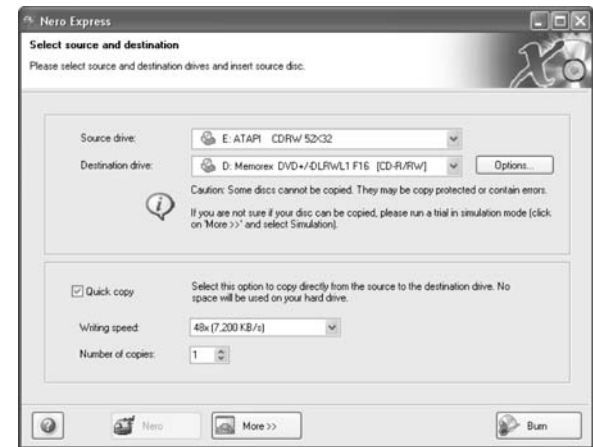 Nero Express
Select source and destination
Please select source and destination drives and insert source disc.
Source drive: E: ATAPI CDRW 52X32
Destination drive: D: Memorex DVD+/-DLRWL1 F16 [CD-R/RW] Options...
Caution: Some discs cannot be copied. They may be copy protected or contain errors.
If you are not sure if your disc can be copied, please run a trial in simulation mode (click
on 'More >>' and select Simulation).
Quick copy
Select this option to copy directly from the source to the destination drive. No
space will be used on your hard drive.
Writing speed: 48x (7,200 KB/s)
Number of copies: 1
Nero More >> Burn